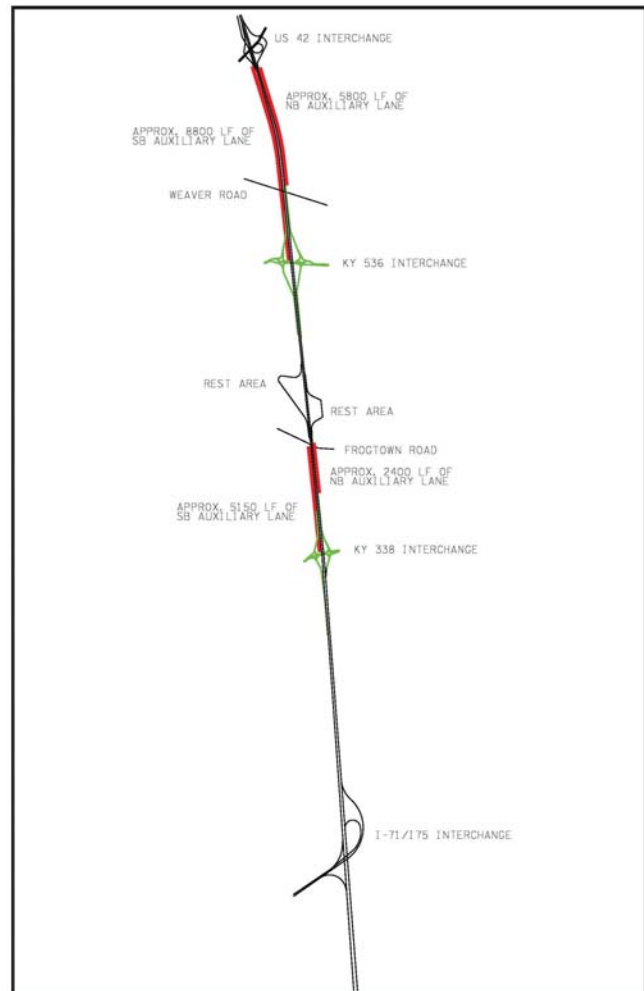 US 42 INTERCHANGE
APPROX. 5800 LF OF
NB AUXILIARY LANE
APPROX. 8800 LF OF
SB AUXILIARY LANE
WEAVER ROAD
KY 536 INTERCHANGE
REST AREA
REST AREA
FROGTOWN ROAD
APPROX. 2400 LF OF
NB AUXILIARY LANE
APPROX. 5150 LF OF
SB AUXILIARY LANE
KY 338 INTERCHANGE
I-71/I75 INTERCHANGE